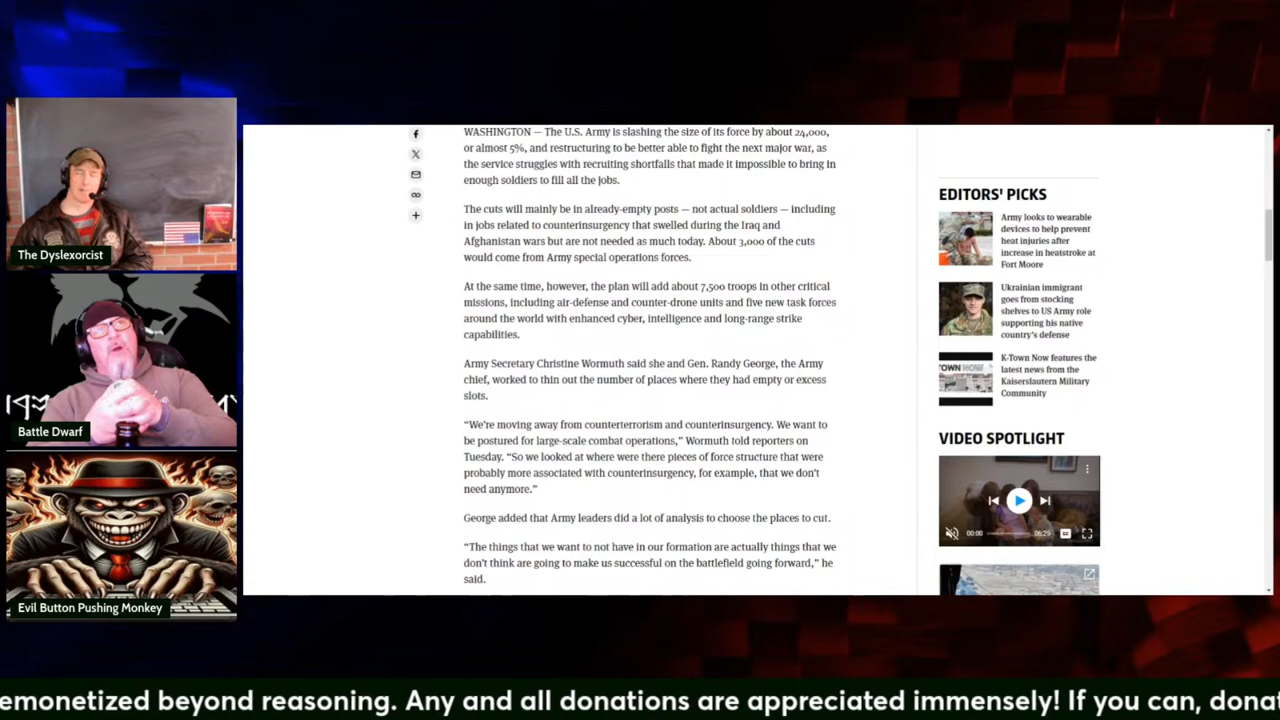 The Dyslexorcist
Battle Dwarf
Evil Button Pushing Monkey
WASHINGTON — The U.S. Army is slashing the size of its force by about 24,000,
or almost 5%, and restructuring to be better able to fight the next major war, as
the service struggles with recruiting shortfalls that made it impossible to bring in
enough soldiers to fill all the jobs.
The cuts will mainly be in already-empty posts — not actual soldiers — including
in jobs related to counterinsurgency that swelled during the Iraq and
Afghanistan wars but are not needed as much today. About 3,000 of the cuts
would come from Army special operations forces.
At the same time, however, the plan will add about 7,500 troops in other critical
missions, including air-defense and counter-drone units and five new task forces
around the world with enhanced cyber, intelligence and long-range strike
capabilities.
Army Secretary Christine Wormuth said she and Gen. Randy George, the Army
chief, worked to thin out the number of places where they had empty or excess
slots.
“We’re moving away from counterterrorism and counterinsurgency. We want to
be postured for large-scale combat operations,” Wormuth told reporters on
Tuesday. “So we looked at where were there pieces of force structure that were
probably more associated with counterinsurgency, for example, that we don’t
need anymore.”
George added that Army leaders did a lot of analysis to choose the places to cut.
“The things that we want to not have in our formation are actually things that we
don’t think are going to make us successful on the battlefield going forward,” he
said.
EDITORS' PICKS
Army looks to wearable
devices to help prevent
heat injuries after
increase in heatstroke at
Fort Moore
Ukrainian immigrant
goes from stocking
shelves to US Army role
supporting his native
country's defense
K-Town Now features the
latest news from the
Kaiserslautern Military
Community
VIDEO SPOTLIGHT
00:00
06:25
emonetized beyond reasoning. Any and all donations are appreciated immensely! If you can, dona